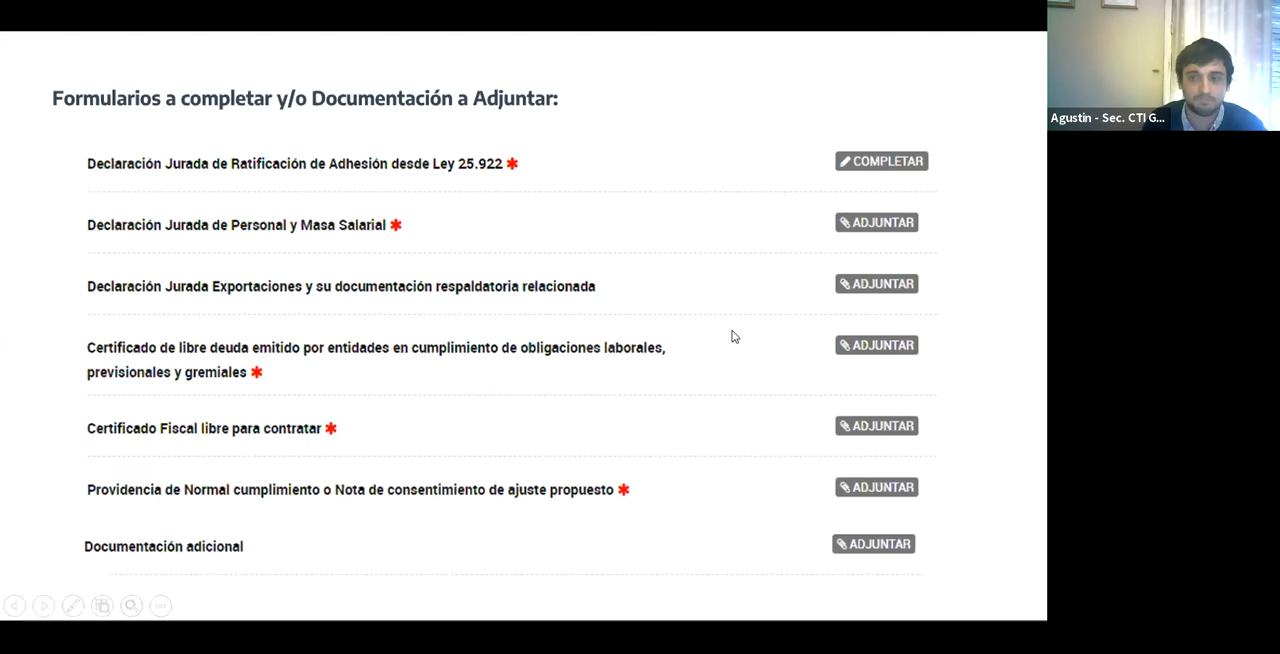 Formularios a completar y/o Documentación a Adjuntar:
Declaración Jurada de Ratificación de Adhesión desde Ley 25.922 *
COMPLETAR
Declaración Jurada de Personal y Masa Salarial *
ADJUNTAR
Declaración Jurada Exportaciones y su documentación respaldatoria relacionada
ADJUNTAR
Certificado de libre deuda emitido por entidades en cumplimiento de obligaciones laborales,
previsionales y gremiales *
ADJUNTAR
Certificado Fiscal libre para contratar *
ADJUNTAR
Providencia de Normal cumplimiento o Nota de consentimiento de ajuste propuesto *
ADJUNTAR
Documentación adicional
ADJUNTAR
Agustin - Sec. CTI G...